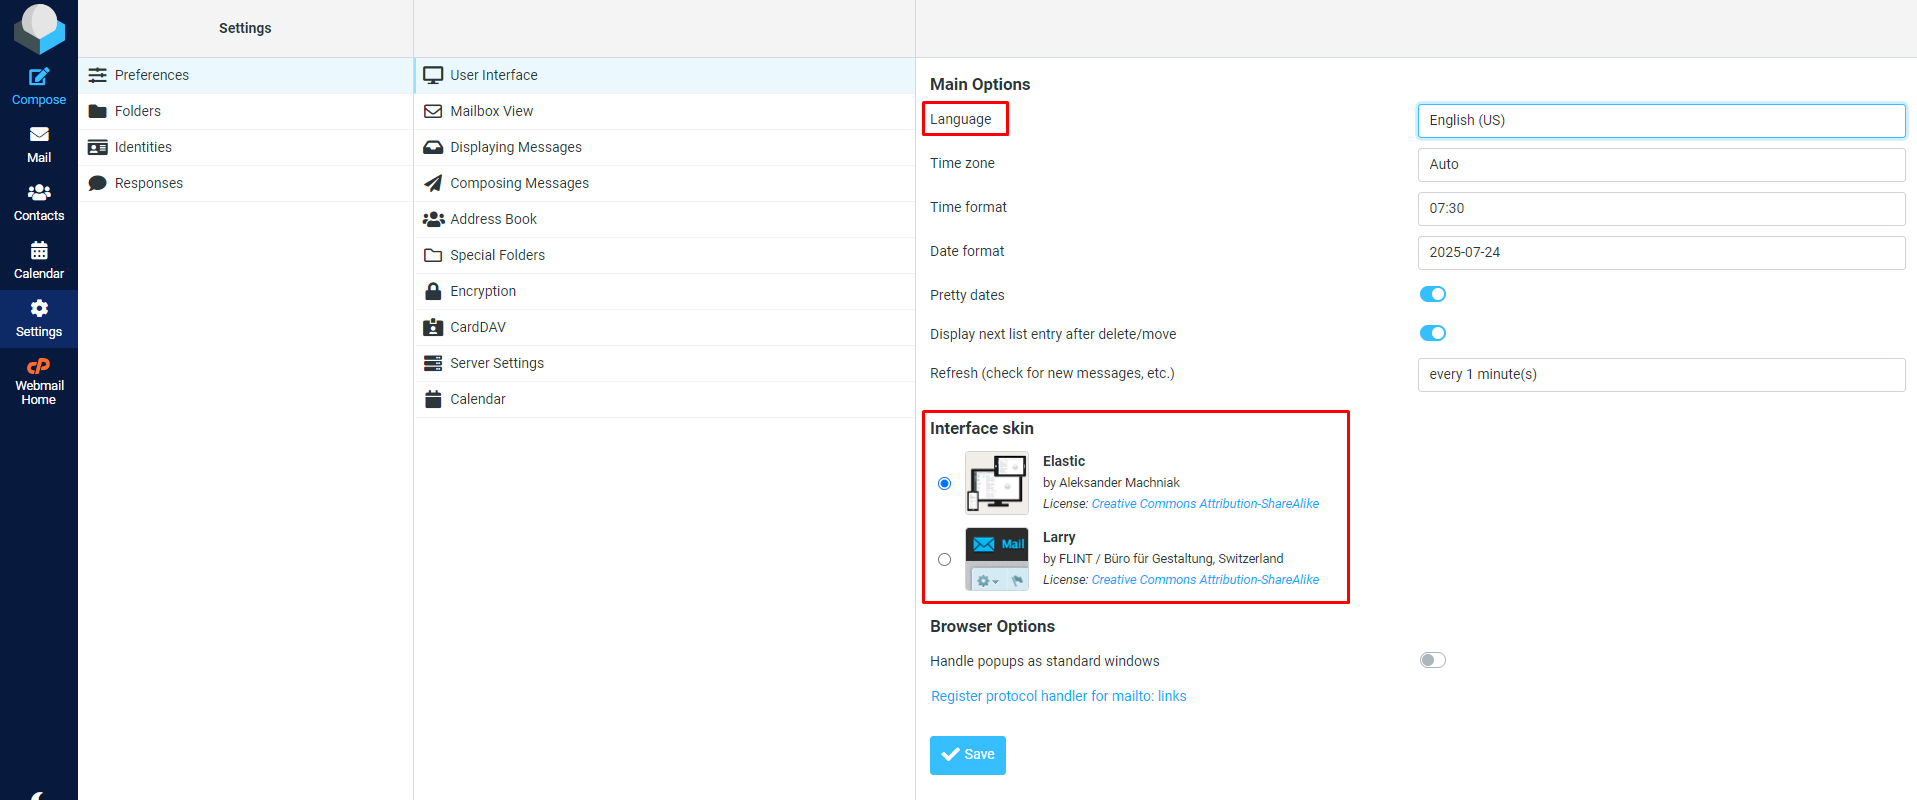 Compose
Mail
Contacts
Calendar
Settings
cP
Webmail
Home
Settings
Preferences
Folders
Identities
Responses
User Interface
Mailbox View
Displaying Messages
Composing Messages
Address Book
Special Folders
Encryption
CardDAV
Server Settings
Calendar
Main Options
Language English (US)
Time zone Auto
Time format 07:30
Date format 2025-07-24
Pretty dates
Display next list entry after delete/move
Refresh (check for new messages, etc.) every 1 minute(s)
Interface skin
Elastic
by Aleksander Machniak
License: Creative Commons Attribution-ShareAlike
Mail
Larry
by FLINT / Büro für Gestaltung, Switzerland
License: Creative Commons Attribution-ShareAlike
Browser Options
Handle popups as standard windows
Register protocol handler for mailto: links
Save